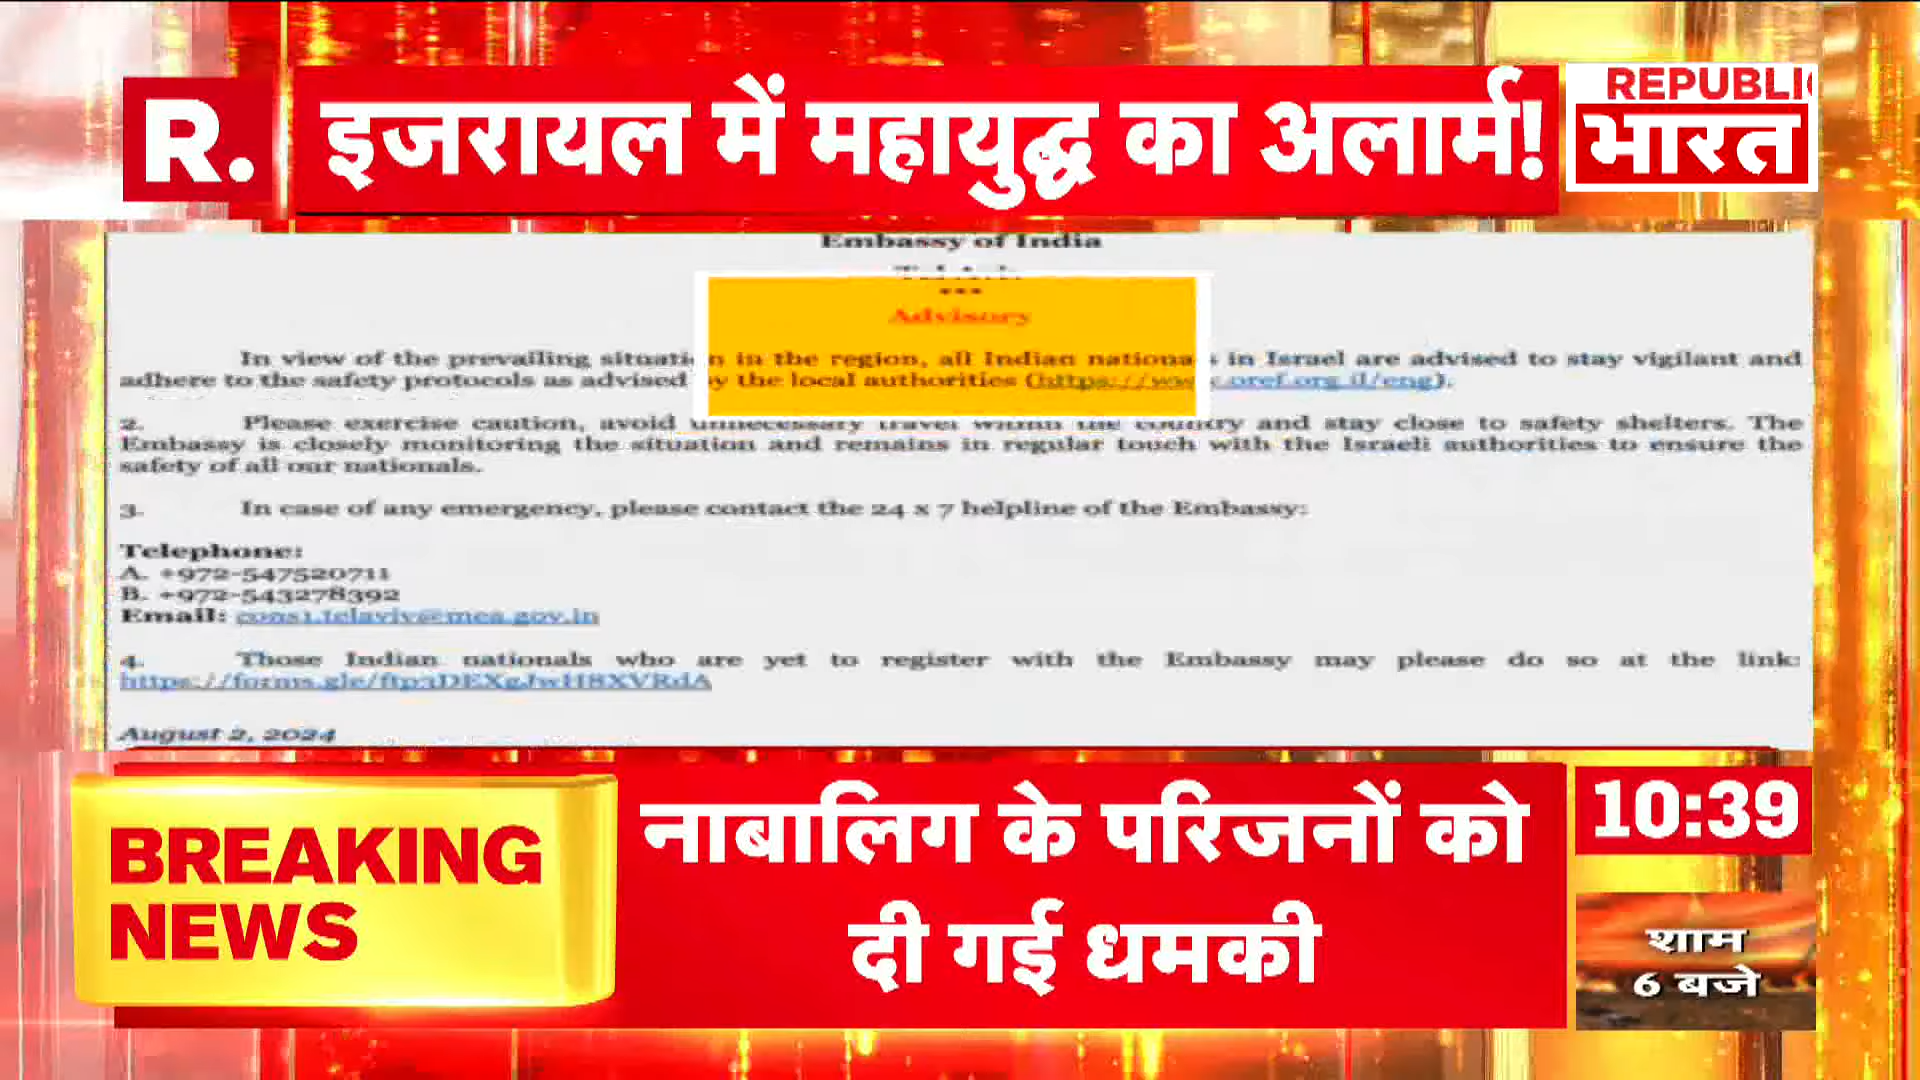 R. इजरायल में महायुद्ध का अलार्म!
REPUBLIC
भारत
Embassy of India
***
Advisory
In view of the prevailing situation in the region, all Indian nationals in Israel are advised to stay vigilant and
adhere to the safety protocols as advised by the local authorities (https://www.oref.org.il/eng).
2. Please exercise caution, avoid unnecessary travel within the country and stay close to safety shelters. The
Embassy is closely monitoring the situation and remains in regular touch with the Israeli authorities to ensure the
safety of all our nationals.
3. In case of any emergency, please contact the 24 x 7 helpline of the Embassy:
Telephone:
A. +972-547520711
B. +972-543278392
Email: cons1.telaviv@mea.gov.in
4. Those Indian nationals who are yet to register with the Embassy may please do so at the link:
https://forms.gle/ftp3DEXgJwH8XVRdA
August 2, 2024
BREAKING
NEWS
नाबालिग के परिजनों को
दी गई धमकी
10:39
शाम
6 बजे